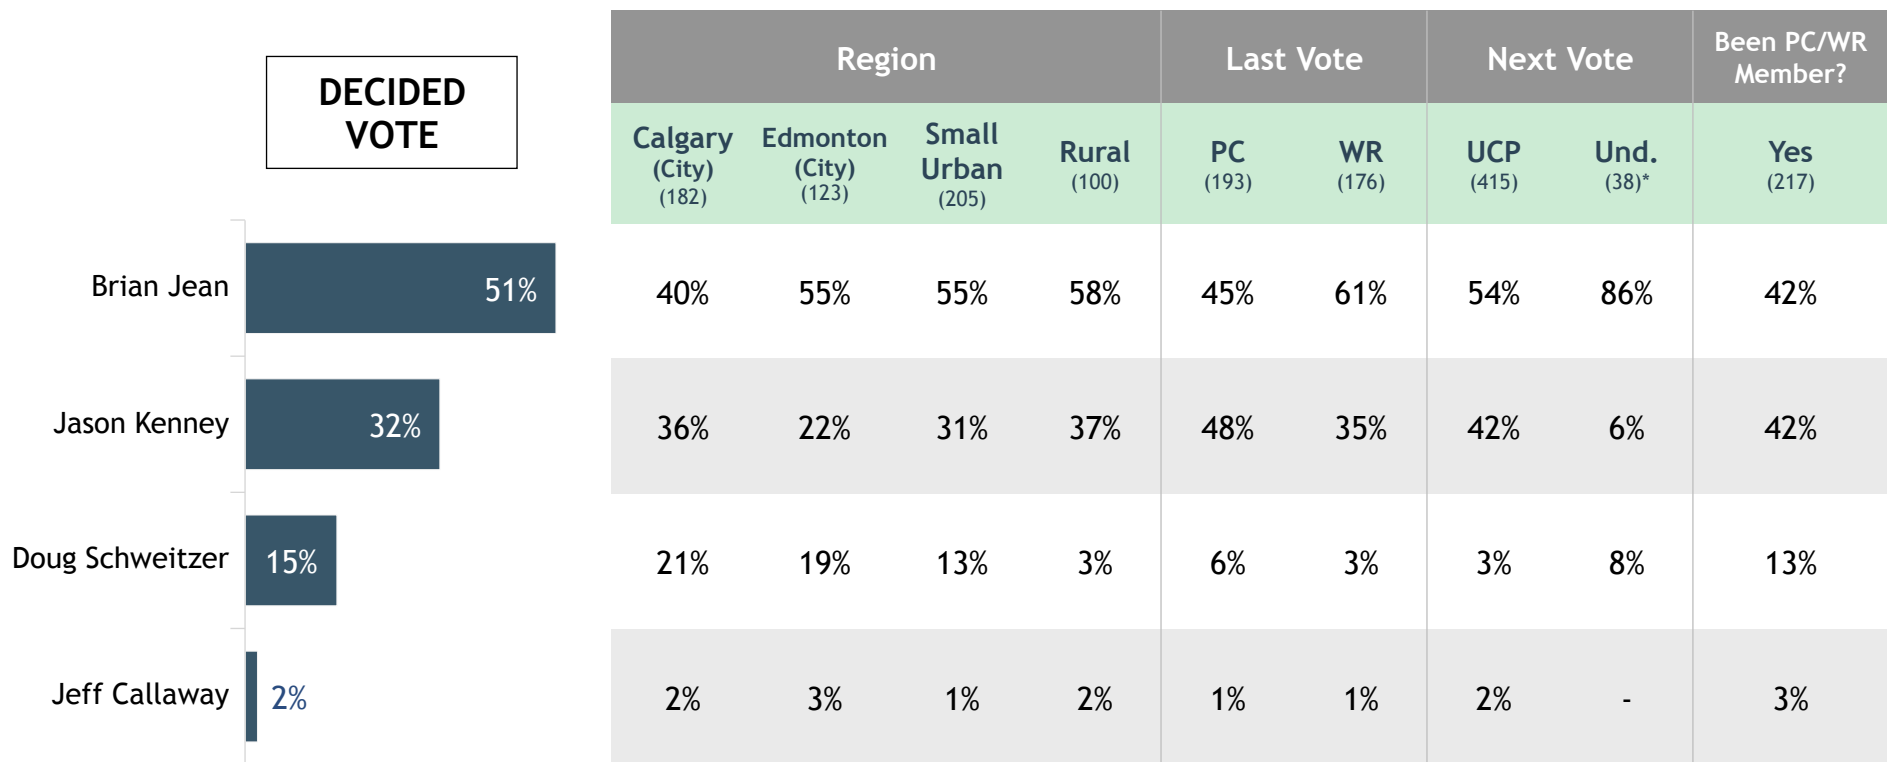 DECIDED
VOTE
Region Last Vote Next Vote Been PC/WR
Member?
Calgary
(City)
(182)
Edmonton
(City)
(123)
Small
Urban
(205)
Rural
(100)
PC
(193)
WR
(176)
UCP
(415)
Und.
(38)*
Yes
(217)
Brian Jean 51% 40% 55% 55% 58% 45% 61% 54% 86% 42%
Jason Kenney 32% 36% 22% 31% 37% 48% 35% 42% 6% 42%
Doug Schweitzer 15% 21% 19% 13% 3% 6% 3% 3% 8% 13%
Jeff Callaway 2% 2% 3% 1% 2% 1% 1% 2% - 3%